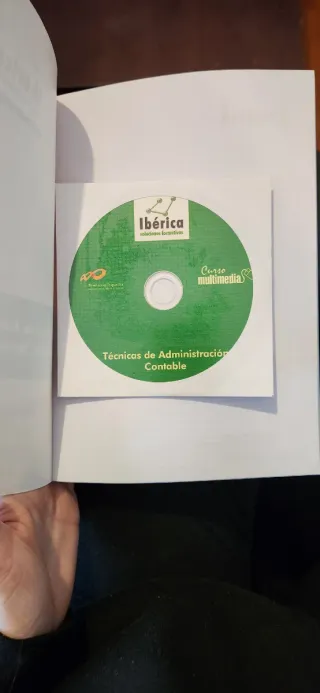 Ibérica
soluciones formativas
Curso
multimedia
Técnicas de Administración
Contable